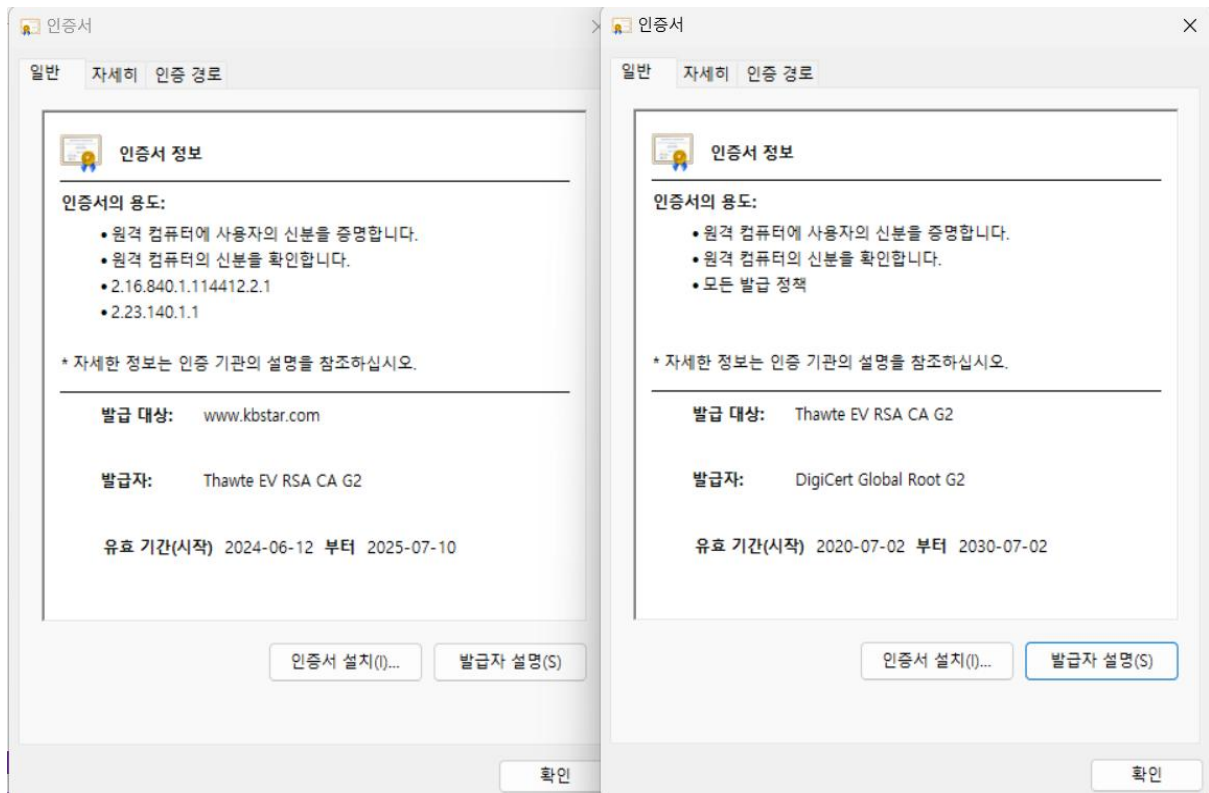 인증서
일반 자세히 인증 경로
인증서 정보
인증서의 용도:
• 원격 컴퓨터에 사용자의 신분을 증명합니다.
• 원격 컴퓨터의 신분을 확인합니다.
• 2.16.840.1.114412.2.1
• 2.23.140.1.1
* 자세한 정보는 인증 기관의 설명을 참조하십시오.
발급 대상: www.kbstar.com
발급자: Thawte EV RSA CA G2
유효 기간(시작) 2024-06-12 부터 2025-07-10
인증서 설치(I)... 발급자 설명(S)
확인
인증서
일반 자세히 인증 경로
인증서 정보
인증서의 용도:
• 원격 컴퓨터에 사용자의 신분을 증명합니다.
• 원격 컴퓨터의 신분을 확인합니다.
• 모든 발급 정책
* 자세한 정보는 인증 기관의 설명을 참조하십시오.
발급 대상: Thawte EV RSA CA G2
발급자: DigiCert Global Root G2
유효 기간(시작) 2020-07-02 부터 2030-07-02
인증서 설치(I)... 발급자 설명(S)
확인